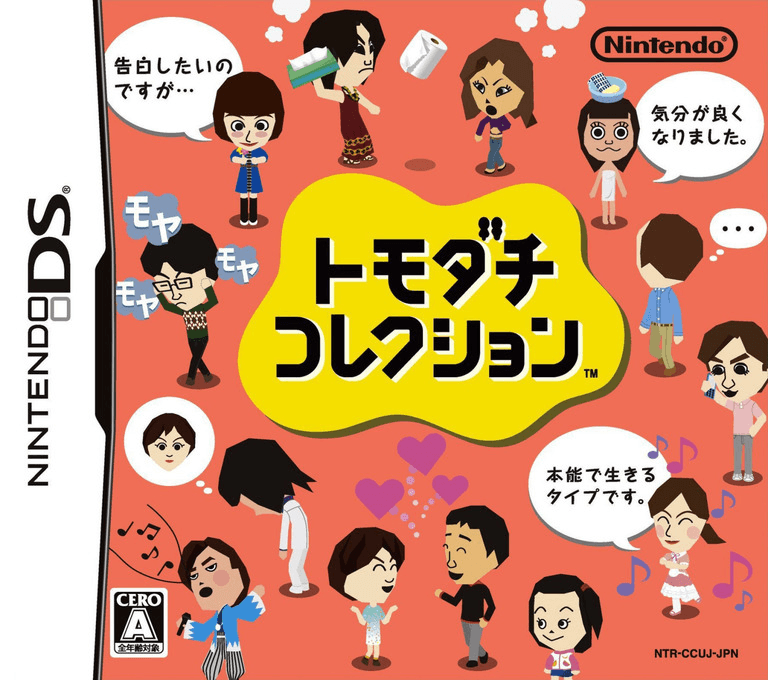 NINTENDO DS®
Nintendo®
告白したいの
ですが…
気分が良く
なりました。
モヤ
モヤ
モヤ
...
トモダチ
コレクション™
本能で生きる
タイプです。
CERO
A
全年齢対象
NTR-CCUJ-JPN